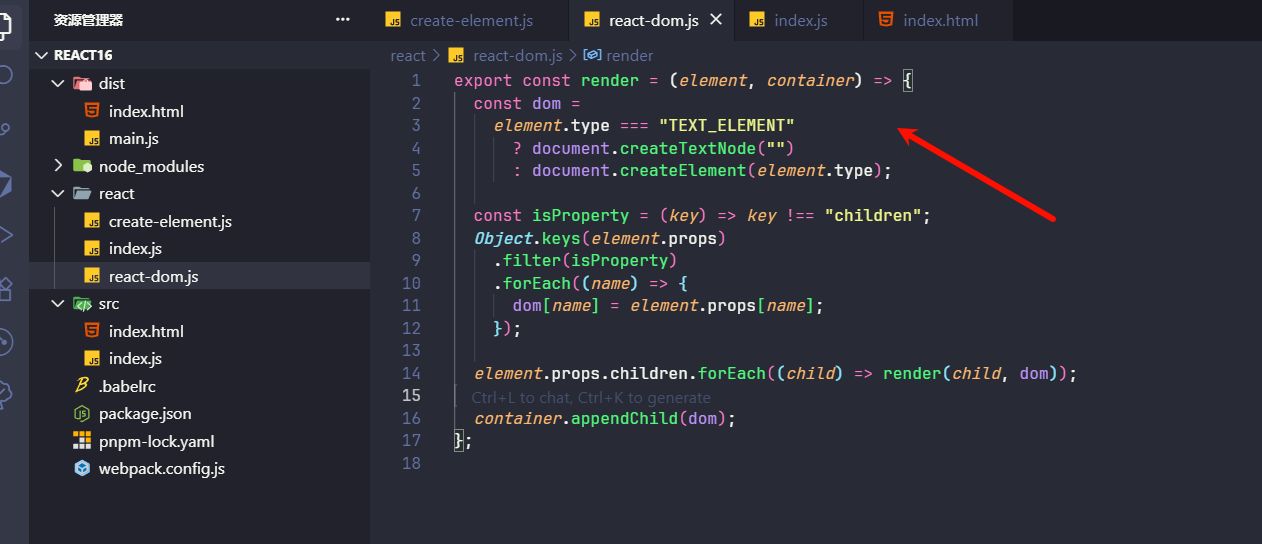 资源管理器 ···
REACT16
dist
index.html
main.js
node_modules
react
create-element.js
index.js
react-dom.js
src
index.html
index.js
.babelrc
package.json
pnpm-lock.yaml
webpack.config.js
JS create-element.js JS react-dom.js × JS index.js index.html
react > JS react-dom.js > render
1 export const render = (element, container) => {
2 const dom =
3 element.type === "TEXT_ELEMENT"
4 ? document.createTextNode("")
5 : document.createElement(element.type);
6
7 const isProperty = (key) => key !== "children";
8 Object.keys(element.props)
9 .filter(isProperty)
10 .forEach((name) => {
11 dom[name] = element.props[name];
12 });
13
14 element.props.children.forEach((child) => render(child, dom));
15 Ctrl+L to chat, Ctrl+K to generate
16 container.appendChild(dom);
17 };
18